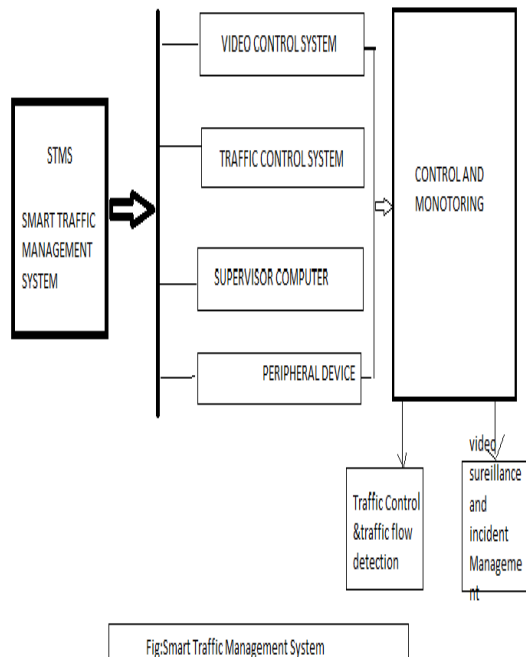 STMS
SMART TRAFFIC
MANAGEMENT
SYSTEM
VIDEO CONTROL SYSTEM
TRAFFIC CONTROL SYSTEM
SUPERVISOR COMPUTER
PERIPHERAL DEVICE
CONTROL AND
MONOTORING
Traffic Control
&traffic flow
detection
video
sureillance
and
incident
Manageme
nt
Fig:Smart Traffic Management System